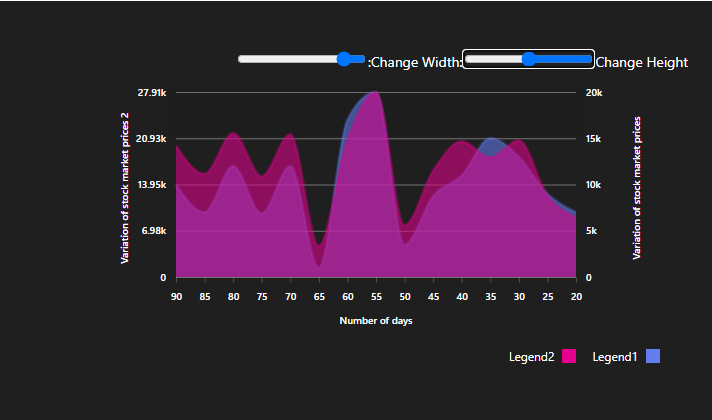 :Change Width: Change Height
27.91k
20.93k
13.95k
6.98k
0
Variation of stock market prices 2
20k
15k
10k
5k
0
Variation of stock market prices
90 85 80 75 70 65 60 55 50 45 40 35 30 25 20
Number of days
Legend2 Legend1